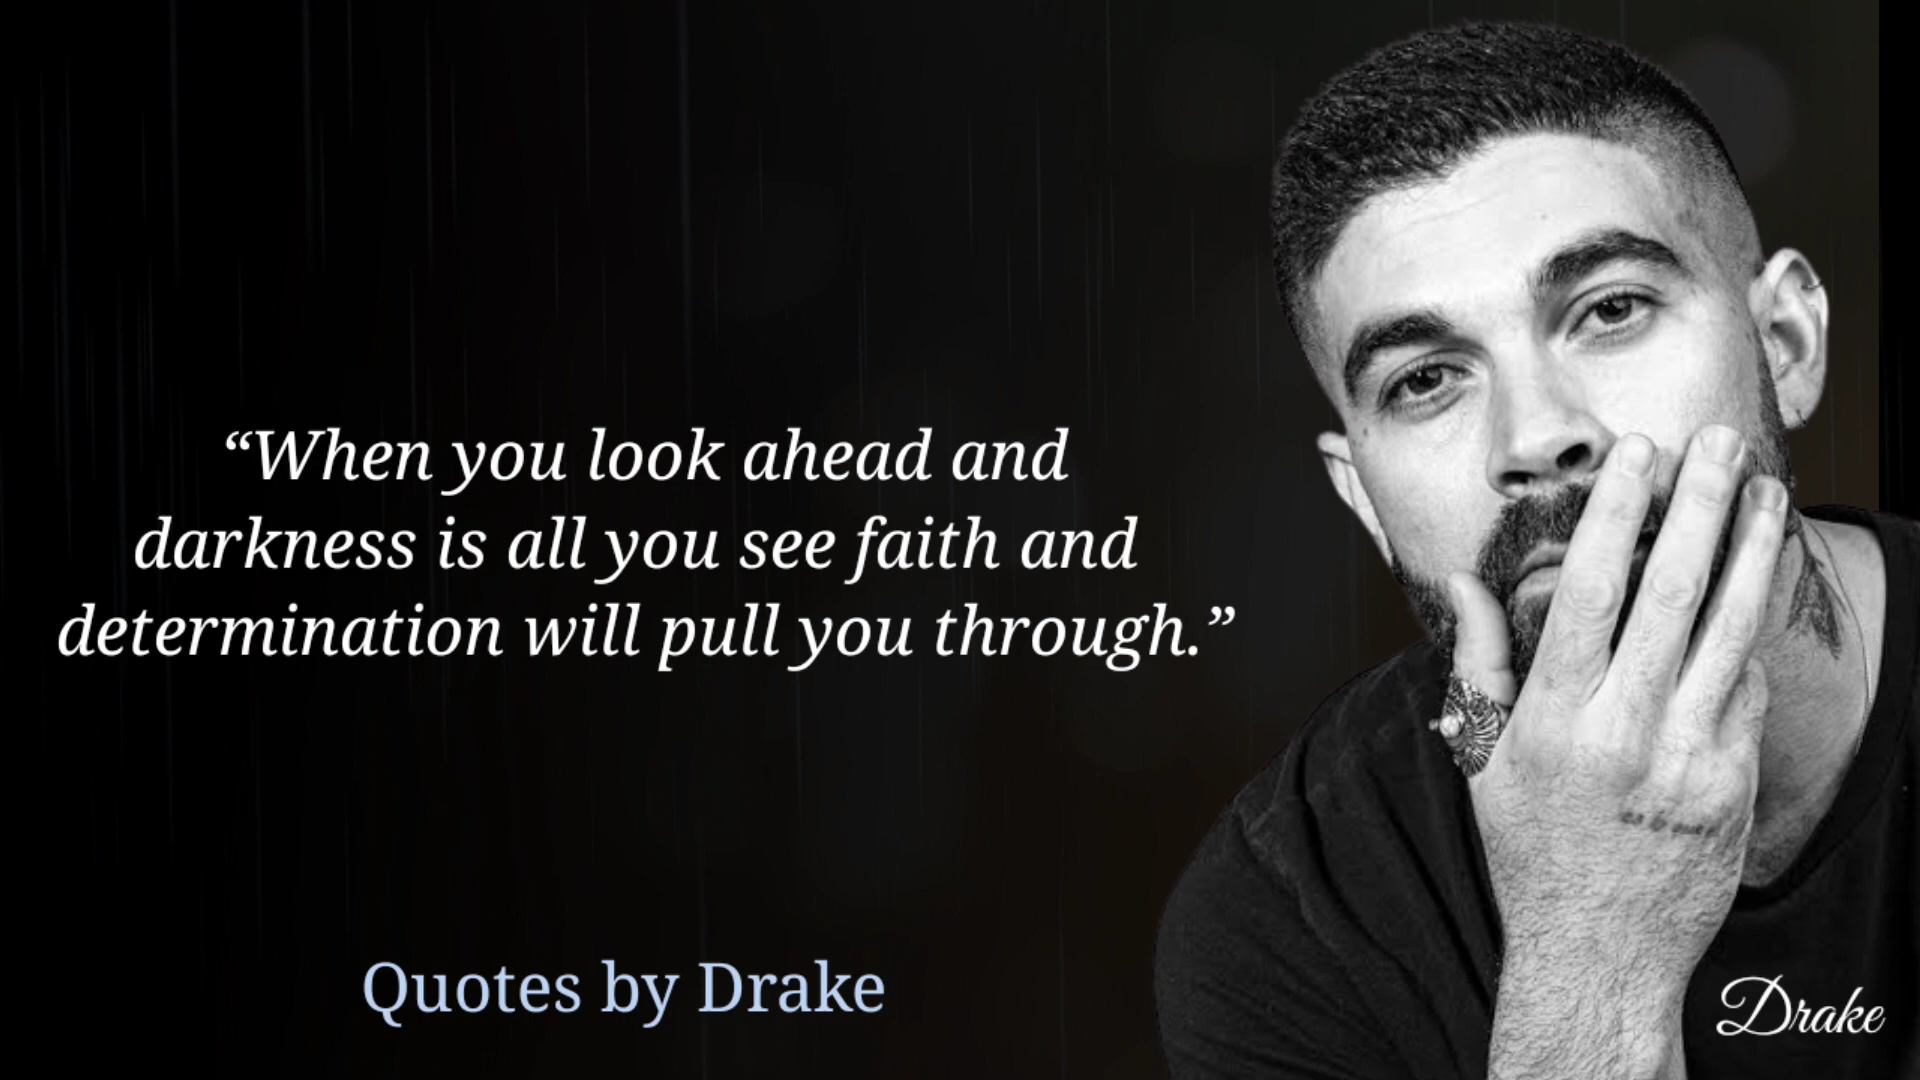 “When you look ahead and
darkness is all you see faith and
determination will pull you through.”
Quotes by Drake
Drake